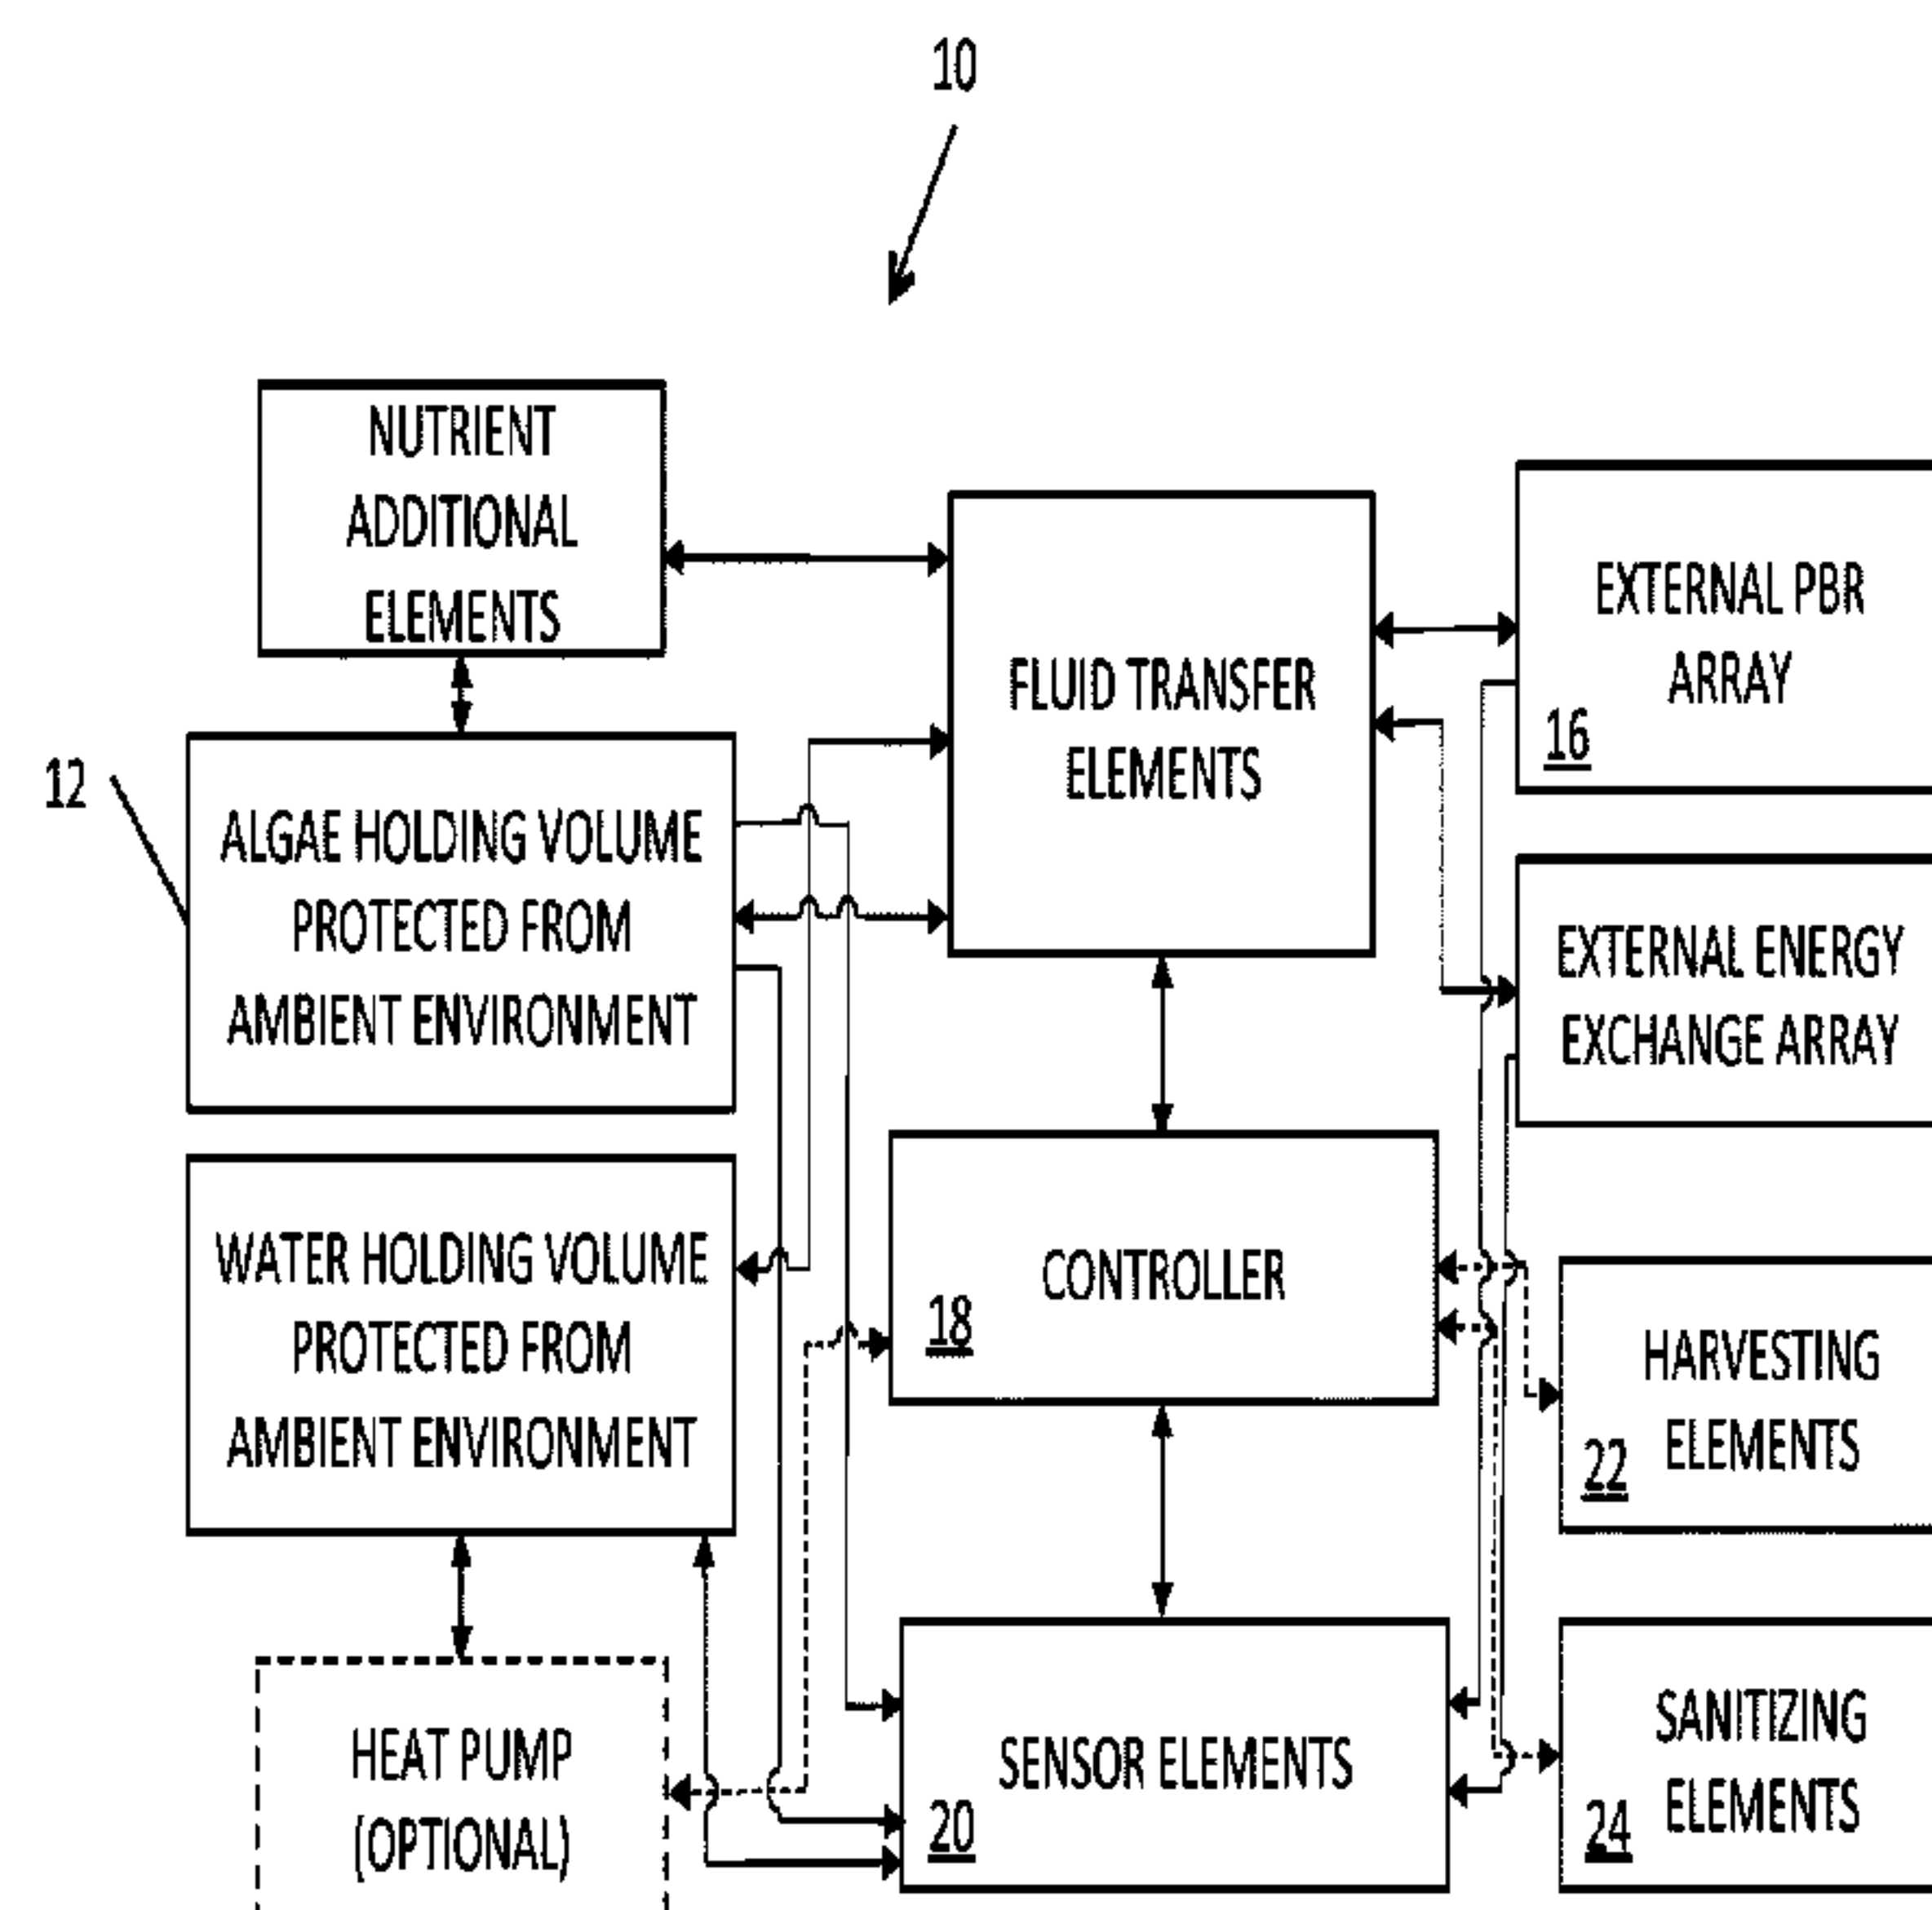 10
NUTRIENT
ADDITIONAL
ELEMENTS
FLUID TRANSFER
ELEMENTS
EXTERNAL PBR
ARRAY
16
12
ALGAE HOLDING VOLUME
PROTECTED FROM
AMBIENT ENVIRONMENT
EXTERNAL ENERGY
EXCHANGE ARRAY
WATER HOLDING VOLUME
PROTECTED FROM
AMBIENT ENVIRONMENT
CONTROLLER
18
HARVESTING
ELEMENTS
22
HEAT PUMP
(OPTIONAL)
SENSOR ELEMENTS
20
SANITIZING
ELEMENTS
24